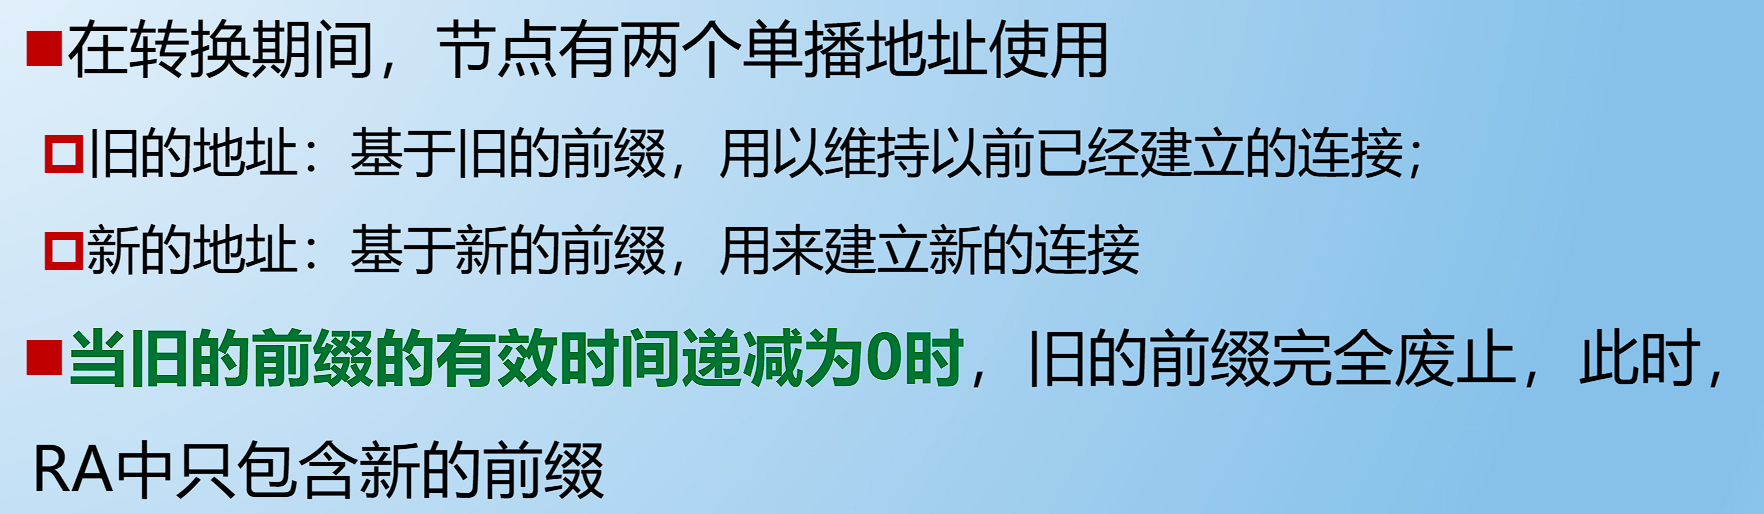 在转换期间，节点有两个单播地址使用
旧的地址：基于旧的前缀，用以维持以前已经建立的连接；
新的地址：基于新的前缀，用来建立新的连接
当旧的前缀的有效时间递减为0时，旧的前缀完全废止，此时，
RA中只包含新的前缀